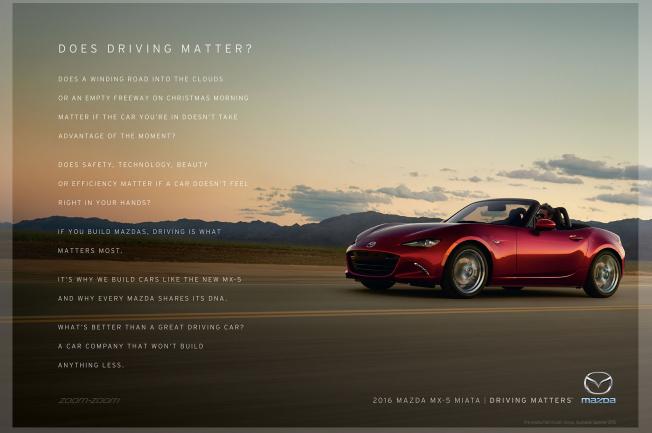 DOES DRIVING MATTER?
DOES A WINDING ROAD INTO THE CLOUDS
OR AN EMPTY FREEWAY ON CHRISTMAS MORNING
MATTER IF THE CAR YOU'RE IN DOESN'T TAKE
ADVANTAGE OF THE MOMENT?
DOES SAFETY, TECHNOLOGY, BEAUTY
OR EFFICIENCY MATTER IF A CAR DOESN'T FEEL
RIGHT IN YOUR HANDS?
IF YOU BUILD MAZDAS, DRIVING IS WHAT
MATTERS MOST.
IT'S WHY WE BUILD CARS LIKE THE NEW MX-5
AND WHY EVERY MAZDA SHARES ITS DNA.
WHAT'S BETTER THAN A GREAT DRIVING CAR?
A CAR COMPANY THAT WON'T BUILD
ANYTHING LESS.
zoom-zoom
2016 MAZDA MX-5 MIATA | DRIVING MATTERS
mazda